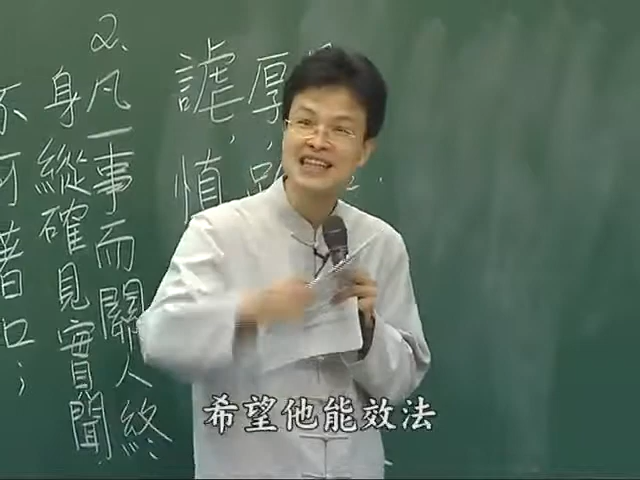 厚
謔,慎
2.凡一事而關人終
身,縱確見實聞,
不可著口;
希望他能效法